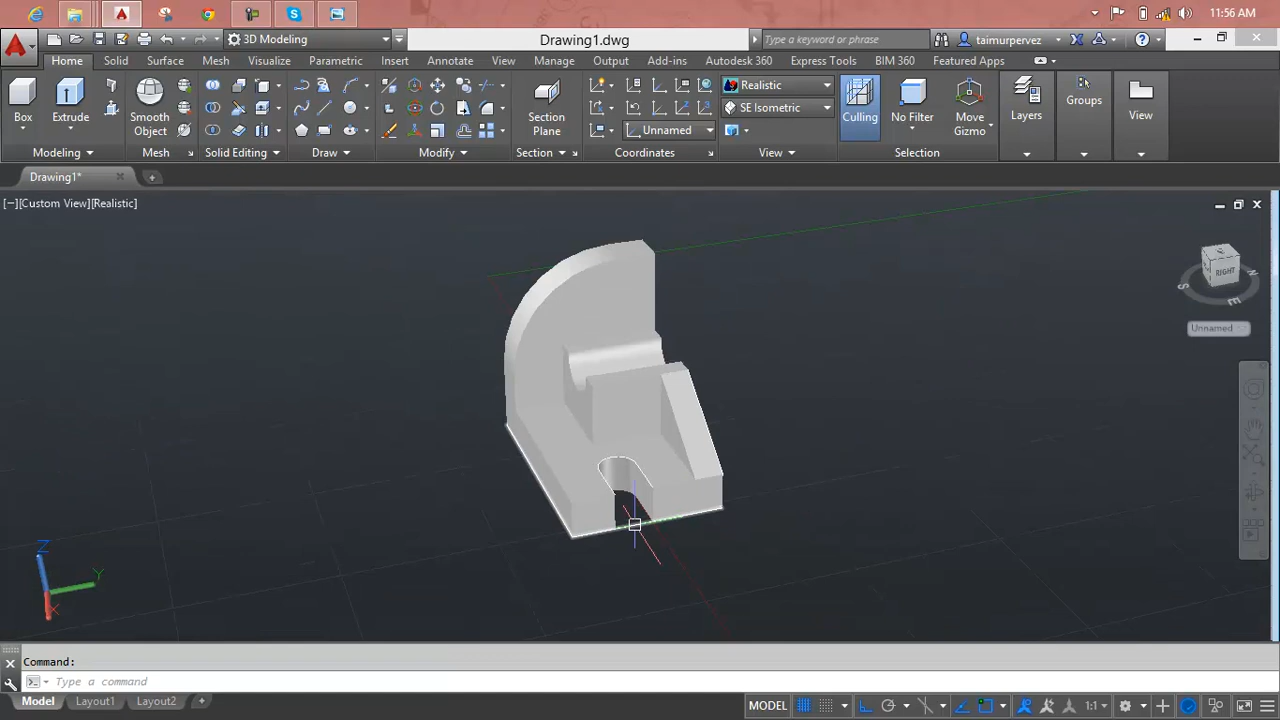 11:56 AM
3D Modeling
Drawing1.dwg
Type a keyword or phrase
taimurpervez
Home Solid Surface Mesh Visualize Parametric Insert Annotate View Manage Output Add-ins Autodesk 360 Express Tools BIM 360 Featured Apps
Realistic
SE Isometric
Unnamed
Box
Extrude
Smooth
Object
Section
Plane
Culling
No Filter
Move
Gizmo
Layers
Groups
View
Modeling
Mesh
Solid Editing
Draw
Modify
Section
Coordinates
View
Selection
Drawing1*
[−][Custom View][Realistic]
RIGHT
S
E
N
Unnamed
Z
Y
X
Command:
Type a command
Model Layout1 Layout2
MODEL
1:1